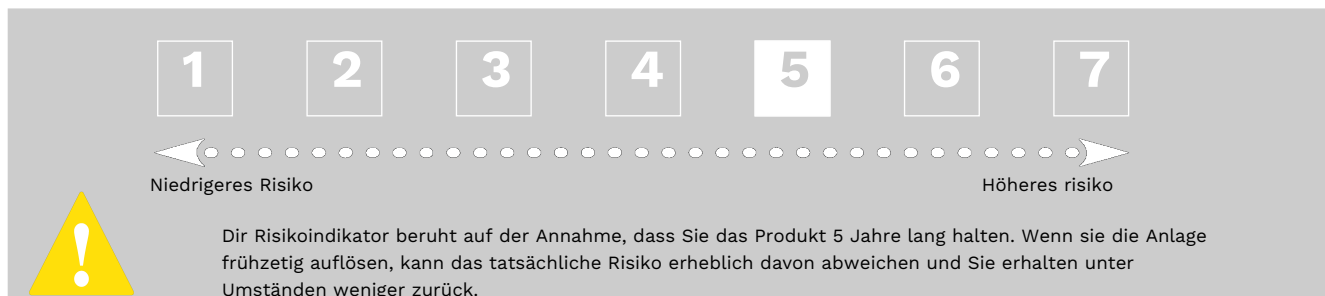 1 2 3 4 5 6 7
Niedrigeres Risiko Höheres risiko
Dir Risikoindikator beruht auf der Annahme, dass Sie das Produkt 5 Jahre lang halten. Wenn sie die Anlage
frühzetig auflösen, kann das tatsächliche Risiko erheblich davon abweichen und Sie erhalten unter
Umständen weniger zurück.